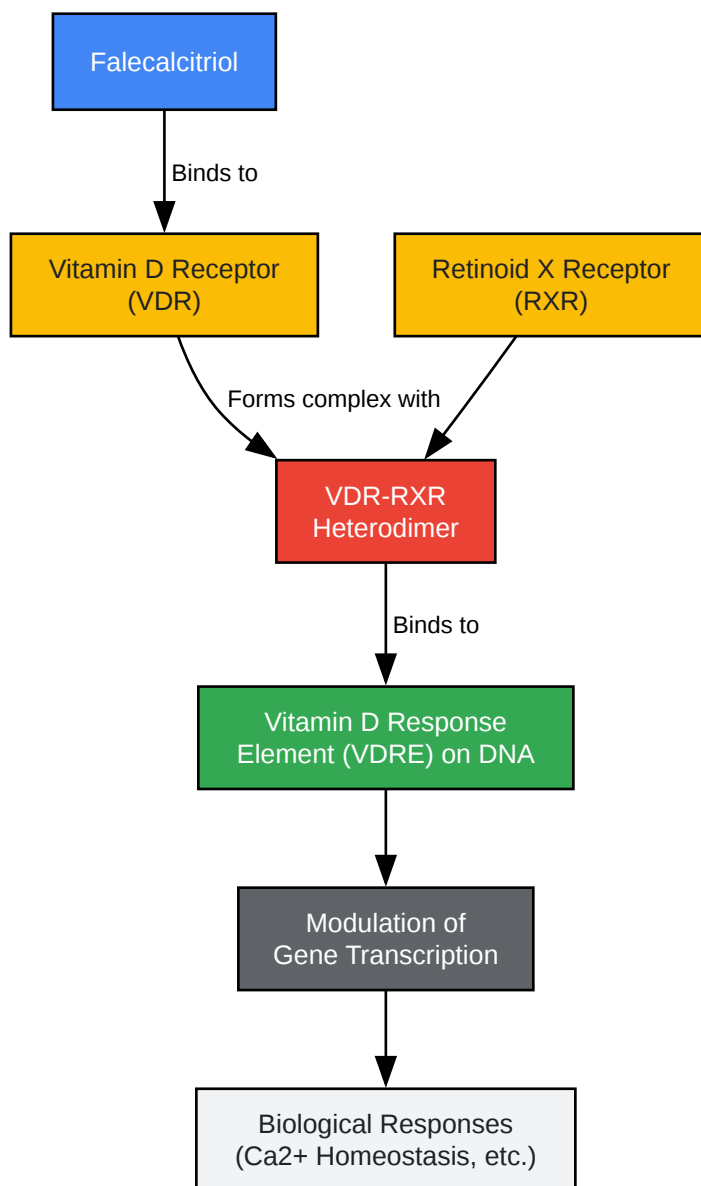 Falecalcitriol
Binds to
Vitamin D Receptor
(VDR)
Retinoid X Receptor
(RXR)
Forms complex with
VDR-RXR
Heterodimer
Binds to
Vitamin D Response
Element (VDRE) on DNA
Modulation of
Gene Transcription
Biological Responses
(Ca2+ Homeostasis, etc.)